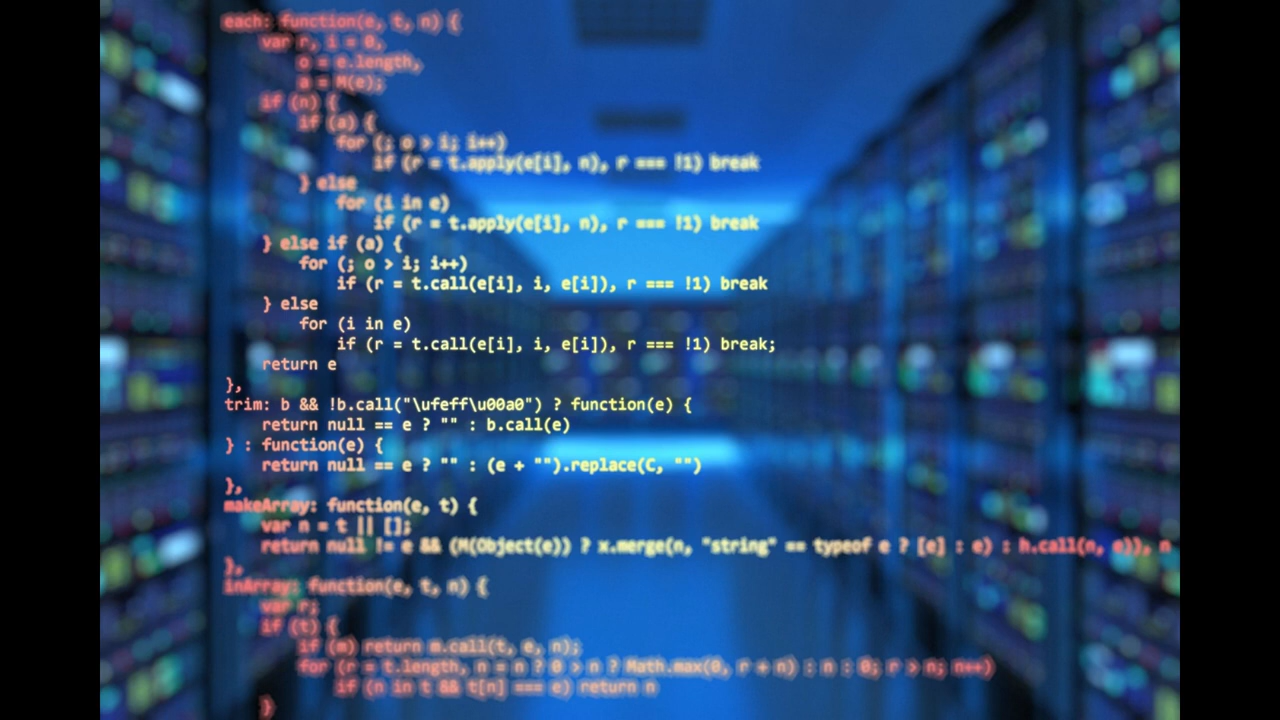 each: function(e, t, n) {
var r, i = 0,
o = e.length,
a = M(e);
if (n) {
if (a) {
for (; o > i; i++)
if (r = t.apply(e[i], n), r === !1) break
} else
for (i in e)
if (r = t.apply(e[i], n), r === !1) break
} else if (a) {
for (; o > i; i++)
if (r = t.call(e[i], i, e[i]), r === !1) break
} else
for (i in e)
if (r = t.call(e[i], i, e[i]), r === !1) break;
return e
},
trim: b && !b.call("\ufeff\u00a0") ? function(e) {
return null == e ? "" : b.call(e)
} : function(e) {
return null == e ? "" : (e + "").replace(C, "")
},
makeArray: function(e, t) {
var n = t || [];
return null != e && (M(Object(e)) ? x.merge(n, "string" == typeof e ? [e] : e) : h.call(n, e)), n
},
inArray: function(e, t, n) {
var r;
if (t) {
if (m) return m.call(t, e, n);
for (r = t.length, n = n ? 0 > n ? Math.max(0, r + n) : n : 0; r > n; n++)
if (n in t && t[n] === e) return n
}